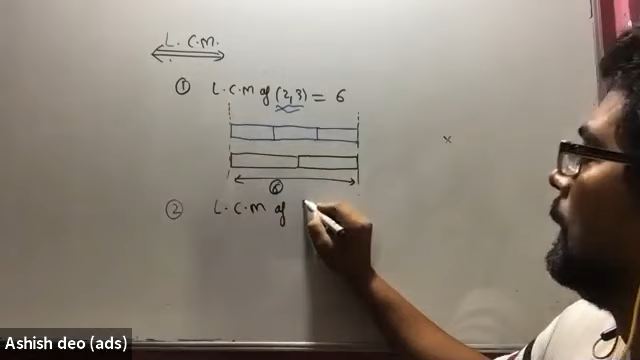 L. C.M.
① L.C.M of (2,3) = 6
⑥
② L.C.M of
x
Ashish deo (ads)